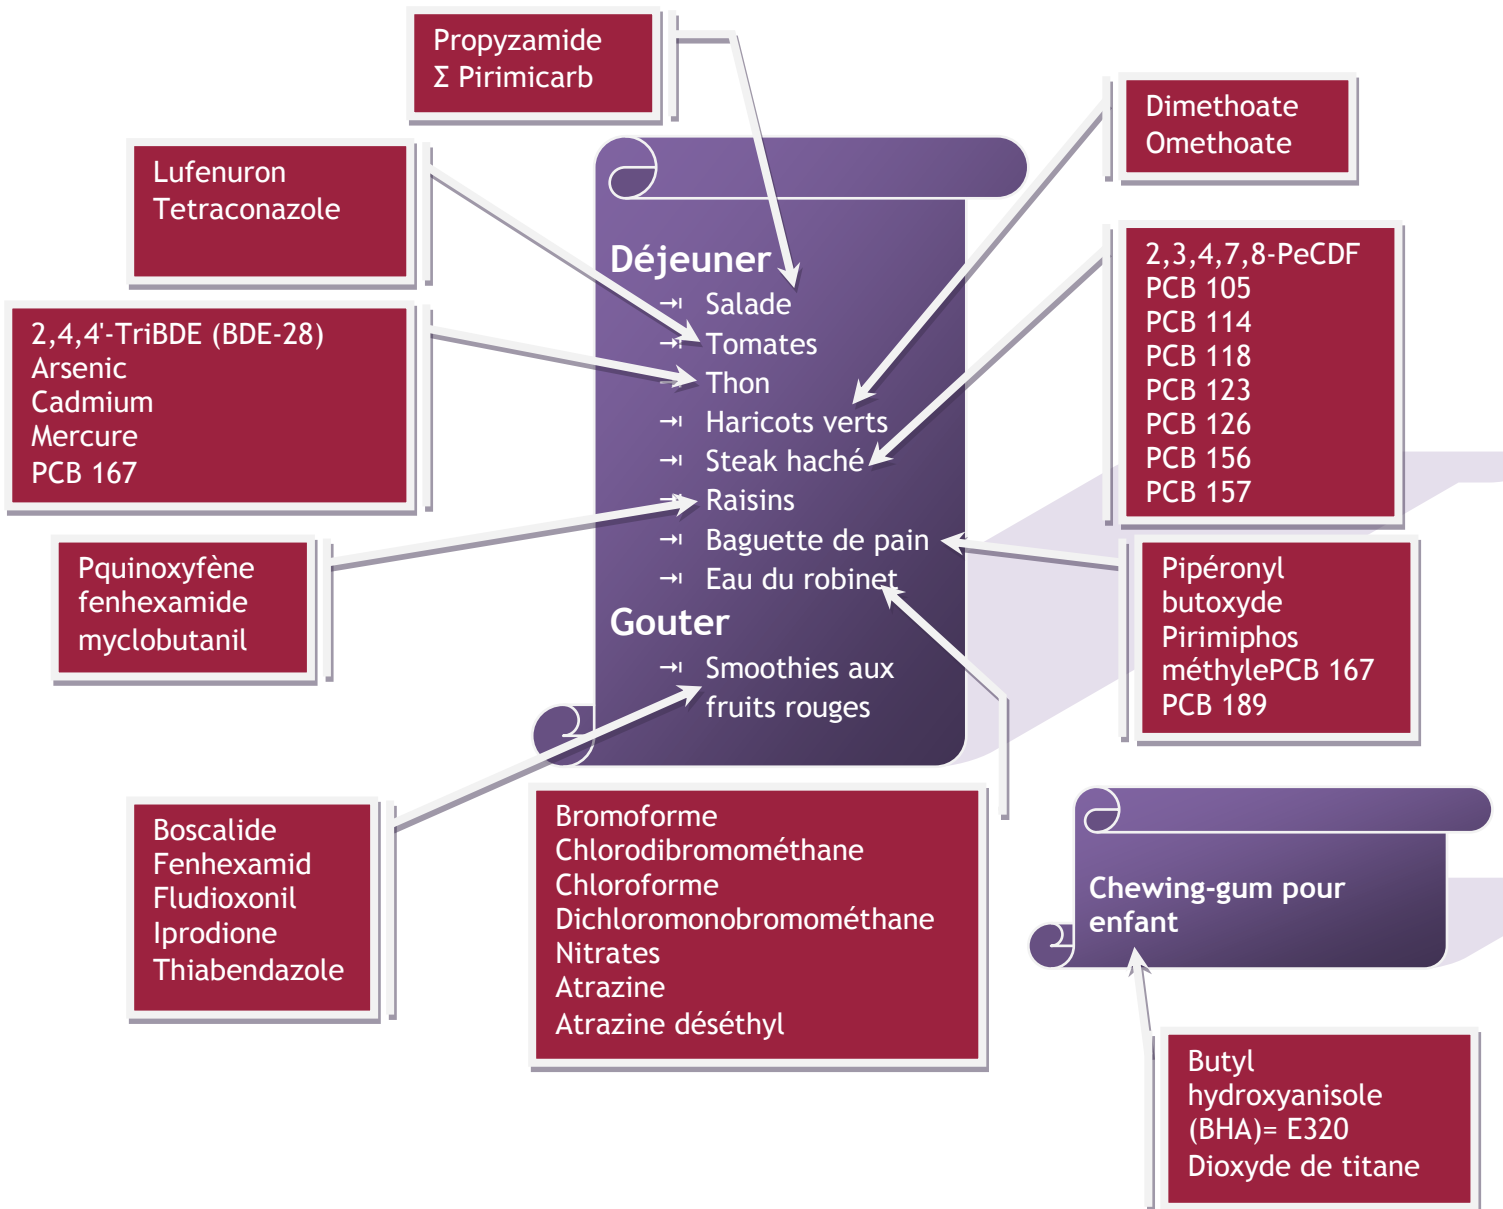 Propyzamide
Σ Pirimicarb
Dimethoate
Omethoate
Lufenuron
Tetraconazole
2,4,4'-TriBDE (BDE-28)
Arsenic
Cadmium
Mercure
PCB 167
Déjeuner
Salade
Tomates
Thon
Haricots verts
Steak haché
Raisins
Baguette de pain
Eau du robinet
Gouter
Smoothies aux
fruits rouges
2,3,4,7,8-PeCDF
PCB 105
PCB 114
PCB 118
PCB 123
PCB 126
PCB 156
PCB 157
Pquinoxyfène
fenhexamide
myclobutanil
Pipéronyl
butoxyde
Pirimiphos
méthylePCB 167
PCB 189
Boscalide
Fenhexamid
Fludioxonil
Iprodione
Thiabendazole
Bromoforme
Chlorodibromométhane
Chloroforme
Dichloromonobromométhane
Nitrates
Atrazine
Atrazine déséthyl
Chewing-gum pour
enfant
Butyl
hydroxyanisole
(BHA)= E320
Dioxyde de titane